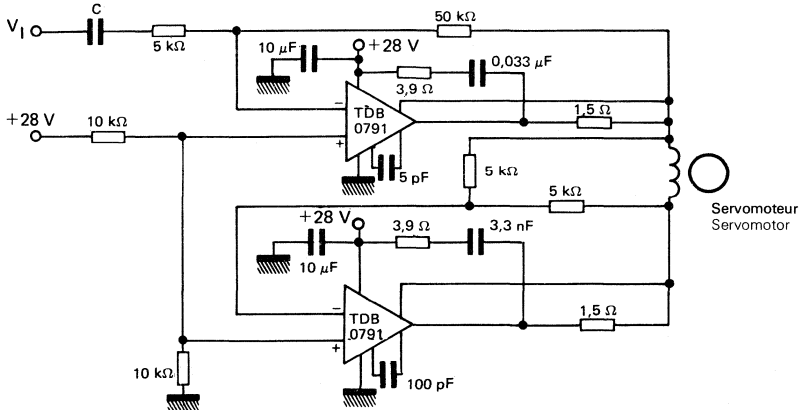 C
V_I
5 kΩ
50 kΩ
10 µF
+28 V
3,9 Ω
0,033 µF
+28 V
10 kΩ
−
TDB
0791
+
1,5 Ω
5 pF
5 kΩ
5 kΩ
Servomoteur
Servomotor
+28 V
10 µF
3,9 Ω
3,3 nF
−
TDB
0791
+
1,5 Ω
10 kΩ
100 pF